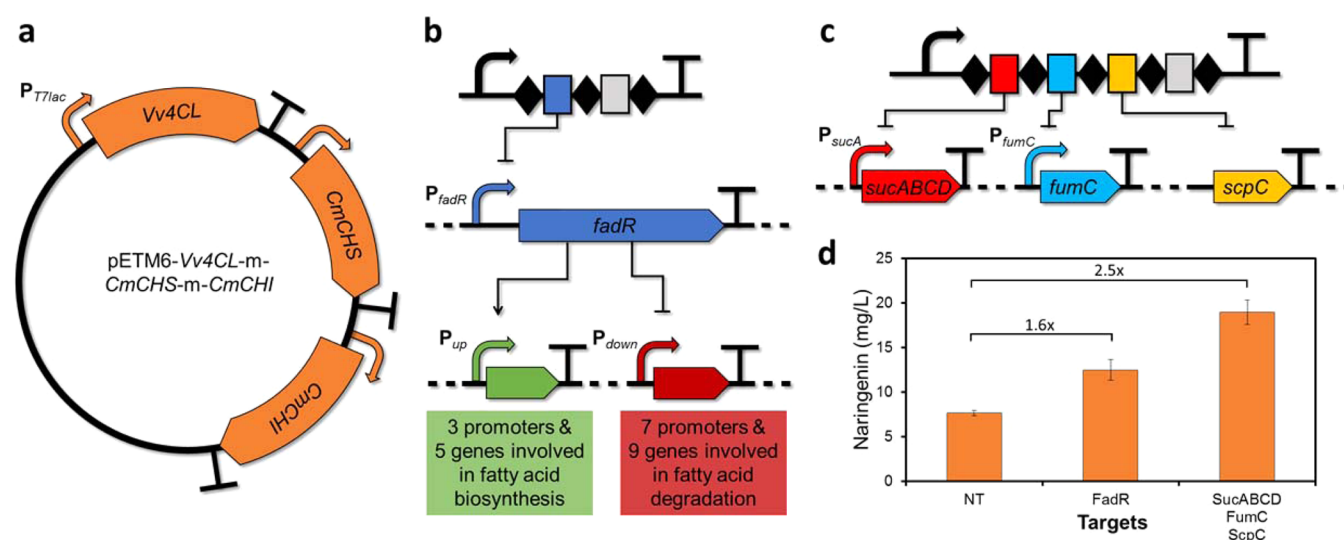 a
P T7lac
Vv4CL
CmCHS
CmCHI
pETM6-Vv4CL-m-
CmCHS-m-CmCHI
b
P fadR
fadR
P up
P down
3 promoters &
5 genes involved
in fatty acid
biosynthesis
7 promoters &
9 genes involved
in fatty acid
degradation
c
P sucA
P fumC
sucABCD
fumC
scpC
d
Naringenin (mg/L)
25
20
15
10
5
0
2.5x
1.6x
NT
FadR
SucABCD
FumC
ScpC
Targets